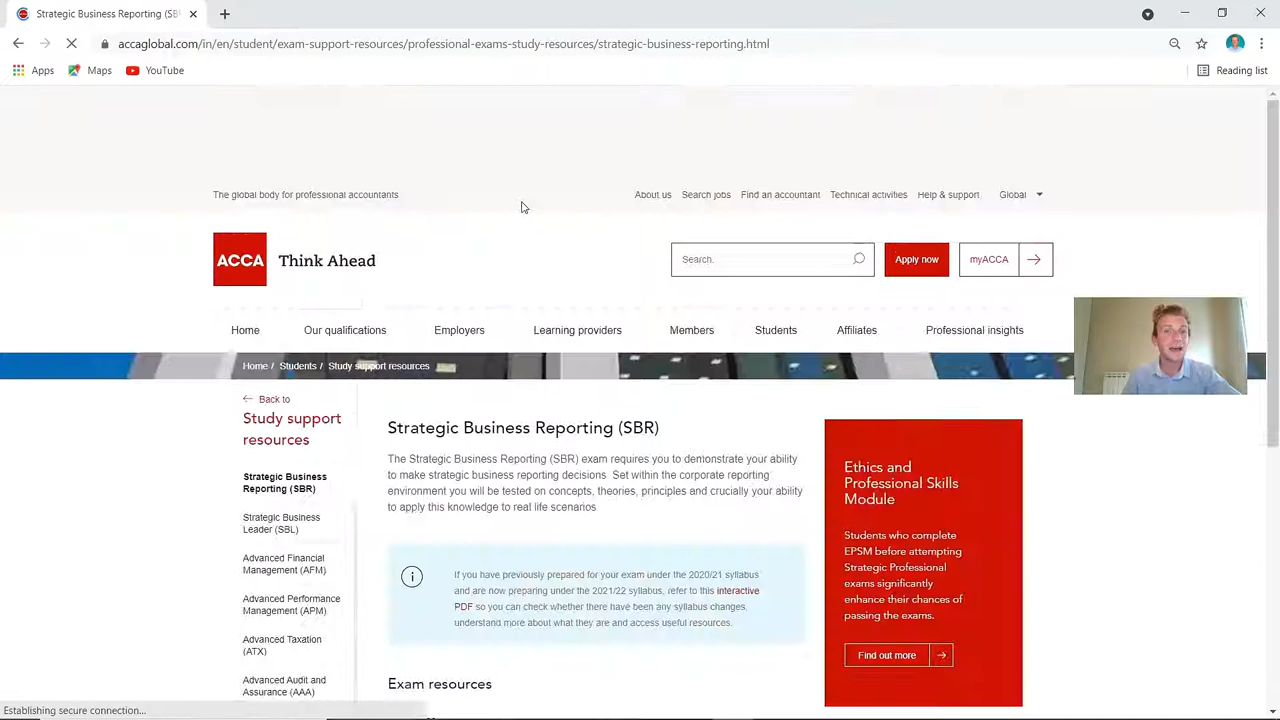 Strategic Business Reporting (SB
accaglobal.com/in/en/student/exam-support-resources/professional-exams-study-resources/strategic-business-reporting.html
Apps Maps YouTube Reading list
The global body for professional accountants
About us Search jobs Find an accountant Technical activities Help & support Global
ACCA Think Ahead
Search.
Apply now
myACCA
Home Our qualifications Employers Learning providers Members Students Affiliates Professional insights
Home / Students / Study support resources
Back to
Study support
resources
Strategic Business
Reporting (SBR)
Strategic Business
Leader (SBL)
Advanced Financial
Management (AFM)
Advanced Performance
Management (APM)
Advanced Taxation
(ATX)
Advanced Audit and
Assurance (AAA)
Strategic Business Reporting (SBR)
The Strategic Business Reporting (SBR) exam requires you to demonstrate your ability
to make strategic business reporting decisions. Set within the corporate reporting
environment you will be tested on concepts, theories, principles and crucially your ability
to apply this knowledge to real life scenarios
If you have previously prepared for your exam under the 2020/21 syllabus
and are now preparing under the 2021/22 syllabus, refer to this interactive
PDF so you can check whether there have been any syllabus changes,
understand more about what they are and access useful resources.
Exam resources
Ethics and
Professional Skills
Module
Students who complete
EPSM before attempting
Strategic Professional
exams significantly
enhance their chances of
passing the exams.
Find out more
Establishing secure connection...